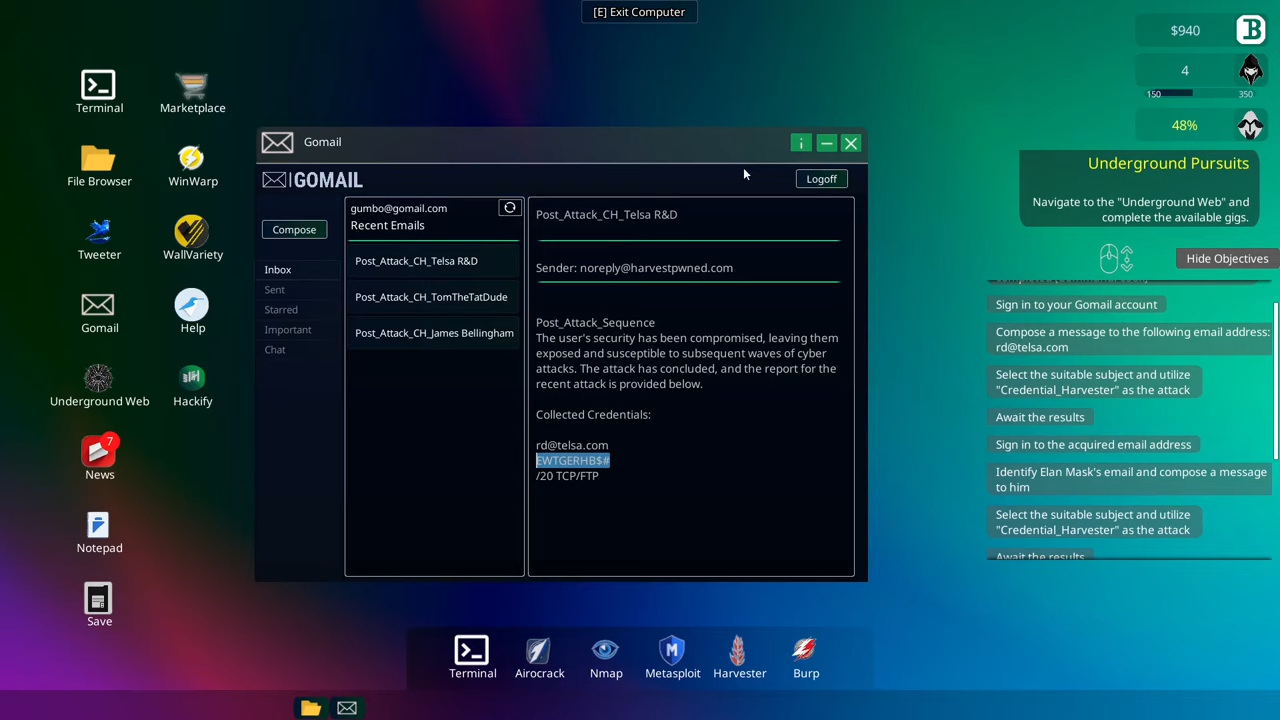 [E] Exit Computer
$940
4
150
350
48%
Underground Pursuits
Navigate to the "Underground Web" and
complete the available gigs.
Hide Objectives
Sign in to your Gomail account
Compose a message to the following email address:
rd@telsa.com
Select the suitable subject and utilize
"Credential_Harvester" as the attack
Await the results
Sign in to the acquired email address
Identify Elan Mask's email and compose a message
to him
Select the suitable subject and utilize
"Credential_Harvester" as the attack
Await the results
Terminal
Marketplace
File Browser
WinWarp
Tweeter
WallVariety
Gomail
Help
Underground Web
Hackify
7
News
Notepad
Save
Gomail
GOMAIL
Logoff
Compose
Inbox
Sent
Starred
Important
Chat
gumbo@gomail.com
Recent Emails
Post_Attack_CH_Telsa R&D
Post_Attack_CH_TomTheTatDude
Post_Attack_CH_James Bellingham
Post_Attack_CH_Telsa R&D
Sender: noreply@harvestpwned.com
Post_Attack_Sequence
The user's security has been compromised, leaving them
exposed and susceptible to subsequent waves of cyber
attacks. The attack has concluded, and the report for the
recent attack is provided below.
Collected Credentials:
rd@telsa.com
EWTGERHB$#
/20 TCP/FTP
Terminal
Airocrack
Nmap
Metasploit
Harvester
Burp